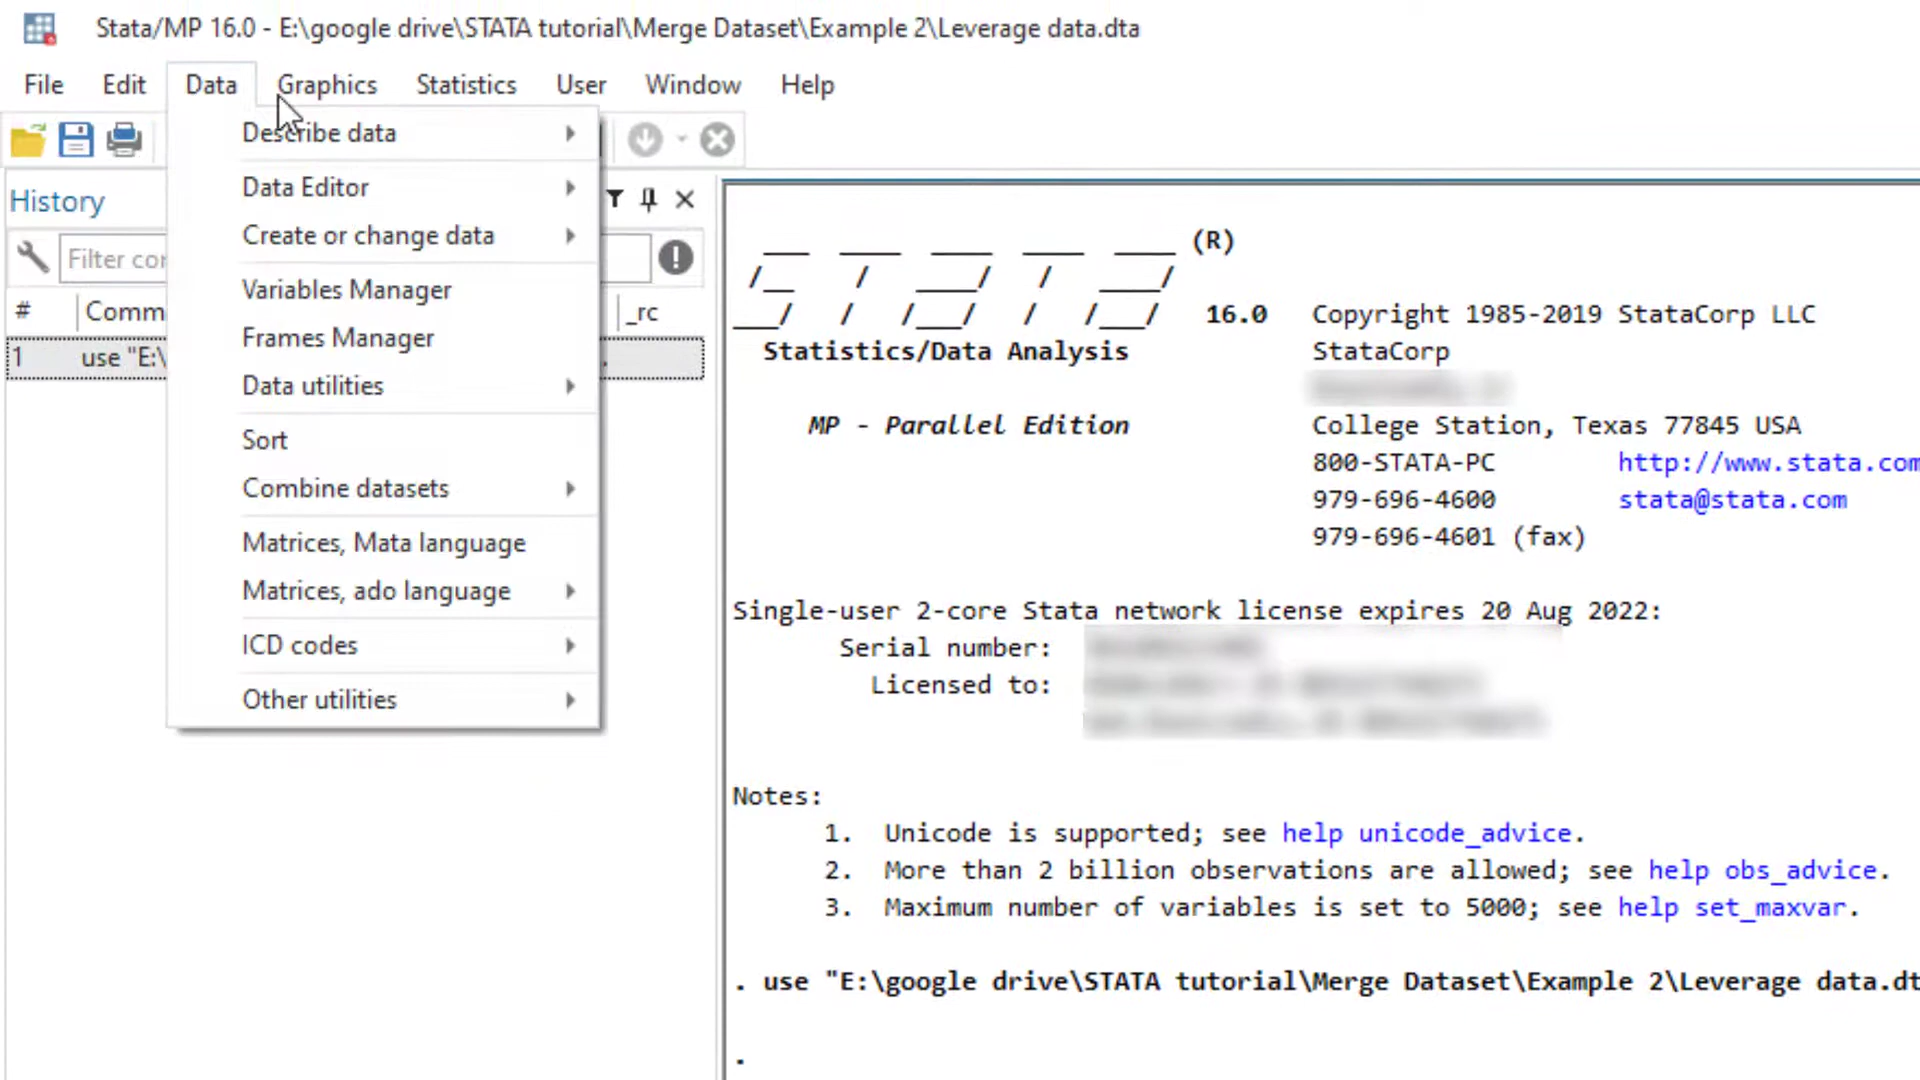 Stata/MP 16.0 - E:\google drive\STATA tutorial\Merge Dataset\Example 2\Leverage data.dta
File Edit Data Graphics Statistics User Window Help
Describe data
Data Editor
Create or change data
Variables Manager
Frames Manager
Data utilities
Sort
Combine datasets
Matrices, Mata language
Matrices, ado language
ICD codes
Other utilities
History
Filter cor
# Comm _rc
1 use "E:\
(R)
16.0 Copyright 1985-2019 StataCorp LLC
Statistics/Data Analysis StataCorp
MP - Parallel Edition College Station, Texas 77845 USA
800-STATA-PC http://www.stata.com
979-696-4600 stata@stata.com
979-696-4601 (fax)
Single-user 2-core Stata network license expires 20 Aug 2022:
Serial number:
Licensed to:
Notes:
1. Unicode is supported; see help unicode_advice.
2. More than 2 billion observations are allowed; see help obs_advice.
3. Maximum number of variables is set to 5000; see help set_maxvar.
. use "E:\google drive\STATA tutorial\Merge Dataset\Example 2\Leverage data.dt
.